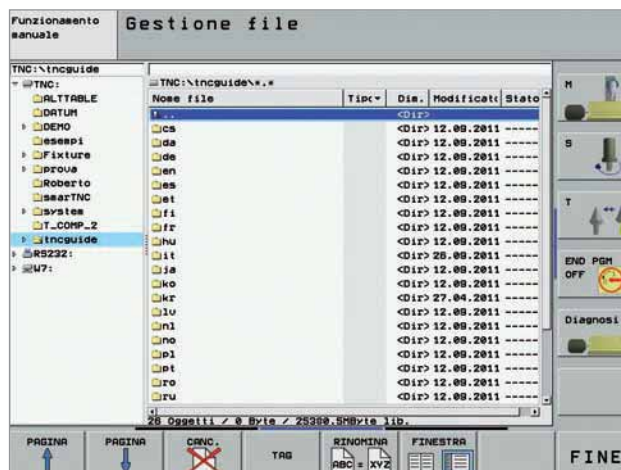 Funzionamento
manuale
Gestione file
TNC:\tncguide
TNC:
ALTTABLE
DATUM
DEMO
esempi
Fixture
prova
Roberto
smarTNC
system
T_COMP_2
tncguide
RS232:
W7:
TNC:\tncguide\*.*
Nome file Tipo Dim. Modificato Stato
..  <Dir>
cs <Dir> 12.09.2011 -----
da <Dir> 12.09.2011 -----
de <Dir> 12.09.2011 -----
en <Dir> 12.09.2011 -----
es <Dir> 12.09.2011 -----
et <Dir> 12.09.2011 -----
fi <Dir> 12.09.2011 -----
fr <Dir> 12.09.2011 -----
hu <Dir> 12.09.2011 -----
it <Dir> 26.09.2011 -----
ja <Dir> 12.09.2011 -----
ko <Dir> 12.09.2011 -----
kr <Dir> 27.04.2011 -----
lv <Dir> 12.09.2011 -----
nl <Dir> 12.09.2011 -----
no <Dir> 12.09.2011 -----
pl <Dir> 12.09.2011 -----
pt <Dir> 12.09.2011 -----
ro <Dir> 12.09.2011 -----
ru <Dir> 12.09.2011 -----
26 Oggetti / 0 Byte / 25300.5MByte lib.
M
S
T
END PGM
OFF
Diagnosi
PAGINA
PAGINA
CANC.
TAG
RINOMINA
ABC = XYZ
FINESTRA
FINE